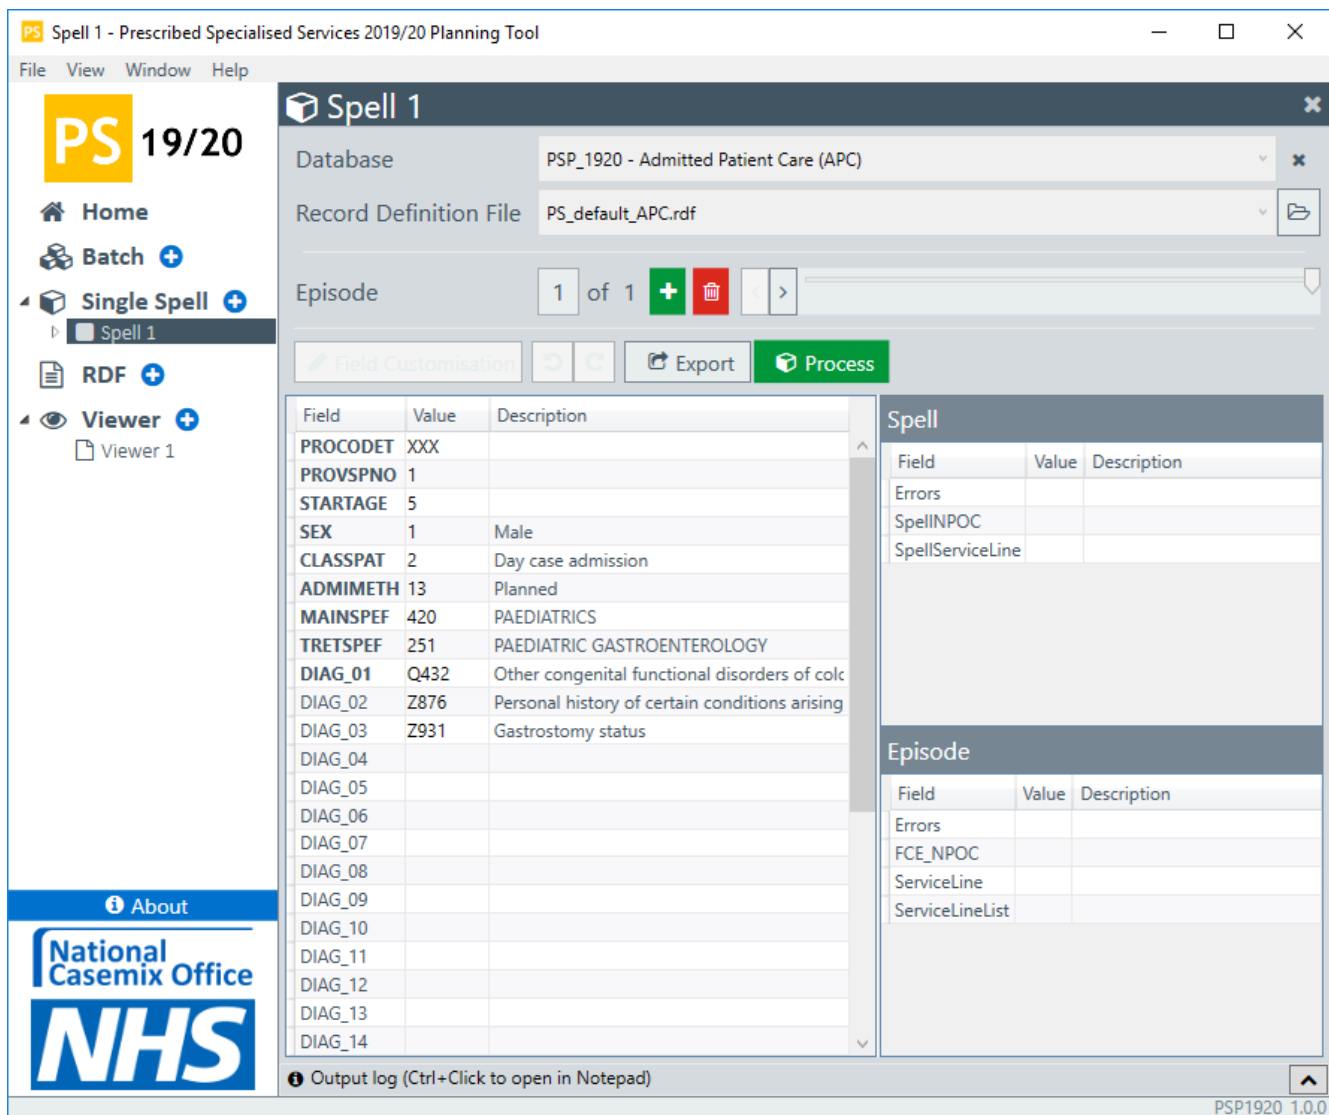 PS Spell 1 - Prescribed Specialised Services 2019/20 Planning Tool
File View Window Help
PS 19/20
Home
Batch
Single Spell
Spell 1
RDF
Viewer
Viewer 1
About
National
Casemix Office
NHS
Spell 1
Database PSP_1920 - Admitted Patient Care (APC)
Record Definition File PS_default_APC.rdf
Episode 1 of 1
Field Customisation Export Process
Field Value Description
PROCODET XXX
PROVSPNO 1
STARTAGE 5
SEX 1 Male
CLASSPAT 2 Day case admission
ADMIMETH 13 Planned
MAINSPEF 420 PAEDIATRICS
TRETSPEF 251 PAEDIATRIC GASTROENTEROLOGY
DIAG_01 Q432 Other congenital functional disorders of colc
DIAG_02 Z876 Personal history of certain conditions arising
DIAG_03 Z931 Gastrostomy status
DIAG_04
DIAG_05
DIAG_06
DIAG_07
DIAG_08
DIAG_09
DIAG_10
DIAG_11
DIAG_12
DIAG_13
DIAG_14
Spell
Field Value Description
Errors
SpellNPOC
SpellServiceLine
Episode
Field Value Description
Errors
FCE_NPOC
ServiceLine
ServiceLineList
Output log (Ctrl+Click to open in Notepad)
PSP1920 1.0.0